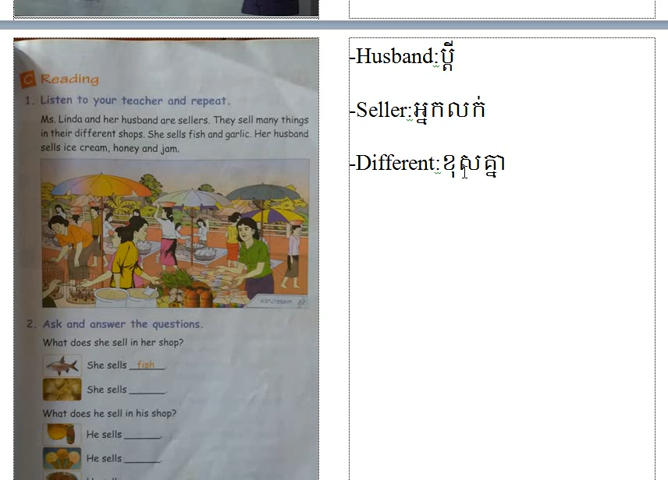 C Reading
1. Listen to your teacher and repeat.
Ms. Linda and her husband are sellers. They sell many things
in their different shops. She sells fish and garlic. Her husband
sells ice cream, honey and jam.
2. Ask and answer the questions.
What does she sell in her shop?
She sells fish.
She sells ______.
What does he sell in his shop?
He sells ______.
He sells ______.
-Husband:ប្តី
-Seller:អ្នកលក់
-Different:ខុសគ្នា